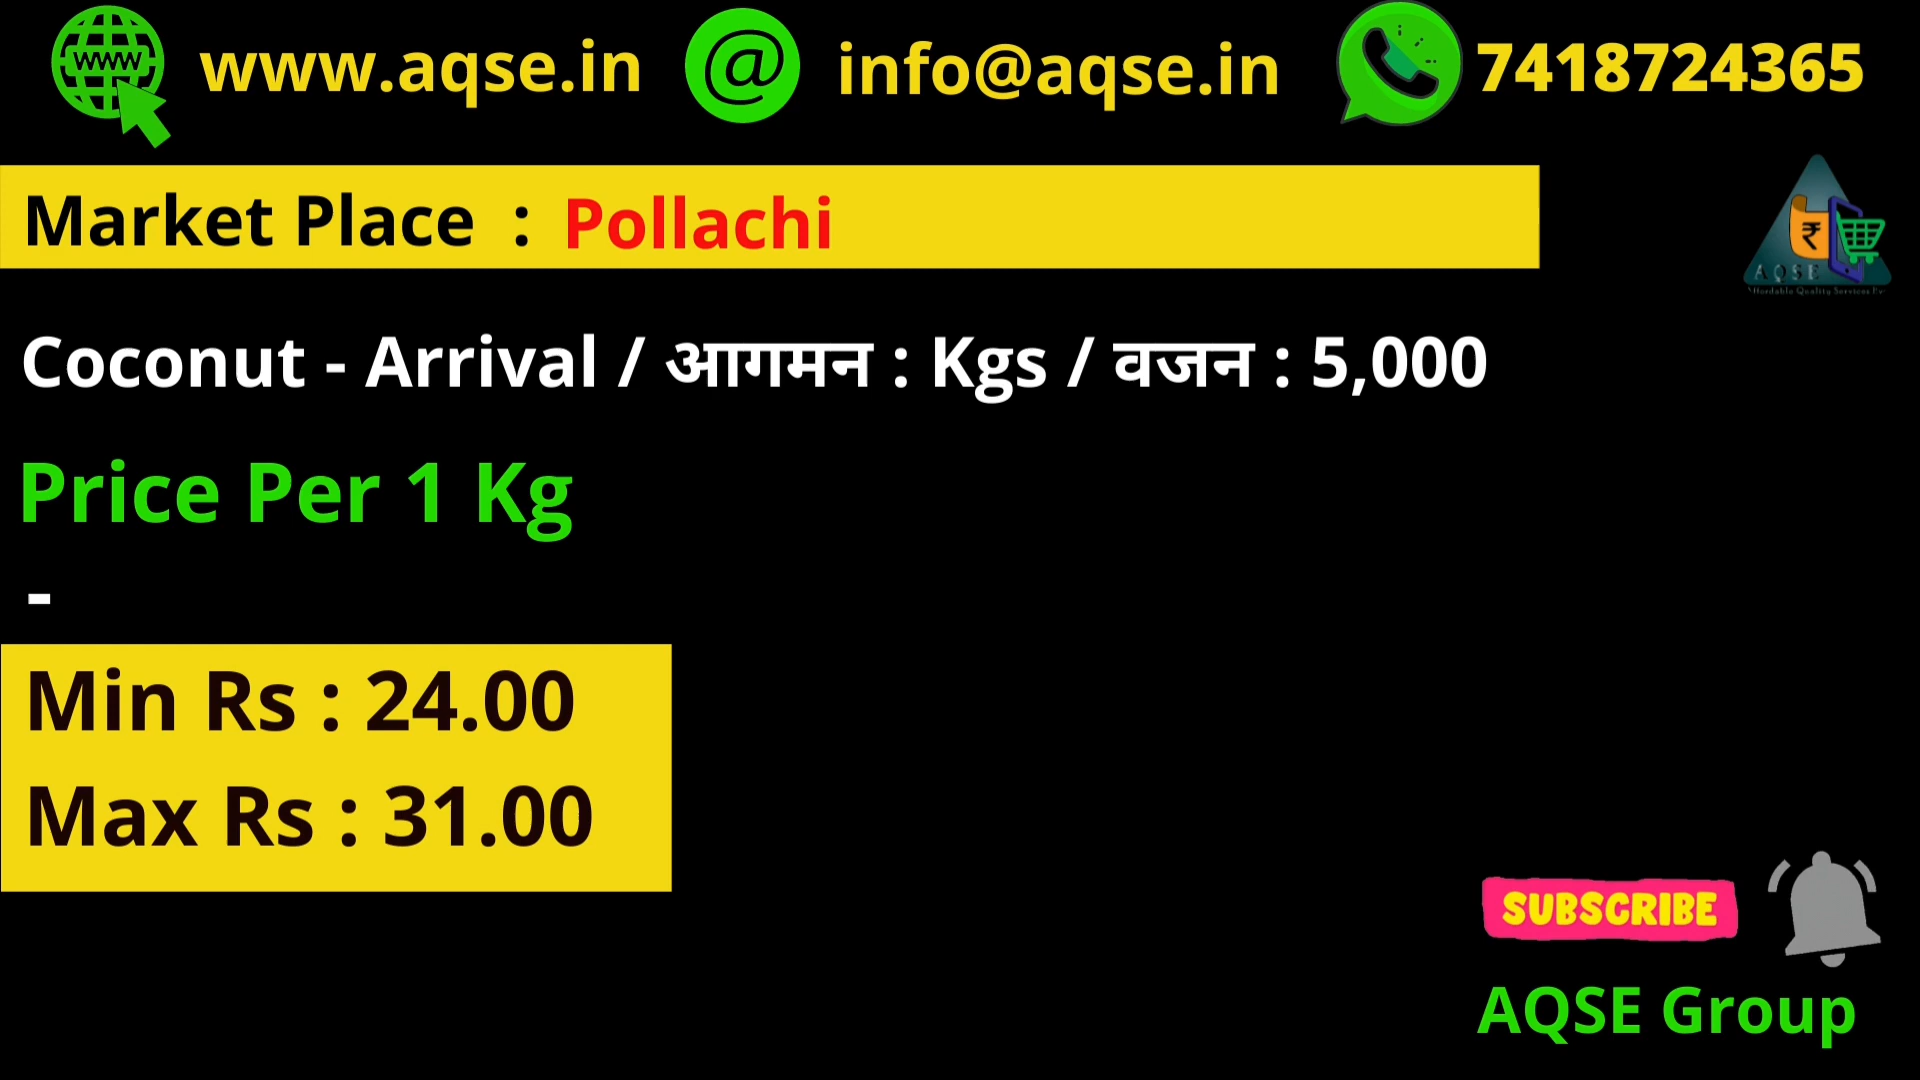 www
www.aqse.in
@
info@aqse.in
7418724365
Market Place : Pollachi
₹
AQSE
Coconut - Arrival / आगमन : Kgs / वजन : 5,000
Price Per 1 Kg
-
Min Rs : 24.00
Max Rs : 31.00
SUBSCRIBE
AQSE Group